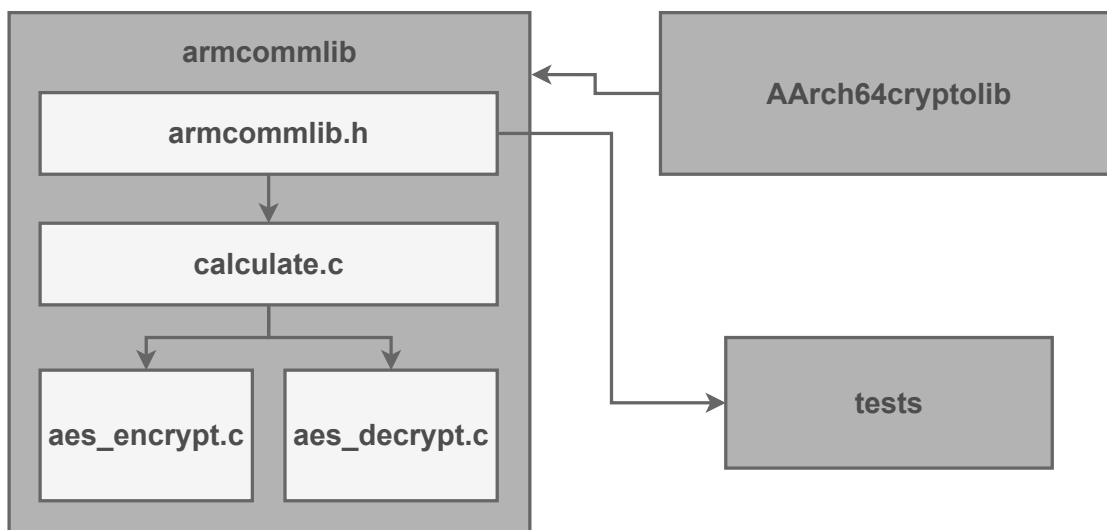 armcommlib
AArch64cryptolib
armcommlib.h
calculate.c
aes_encrypt.c
aes_decrypt.c
tests